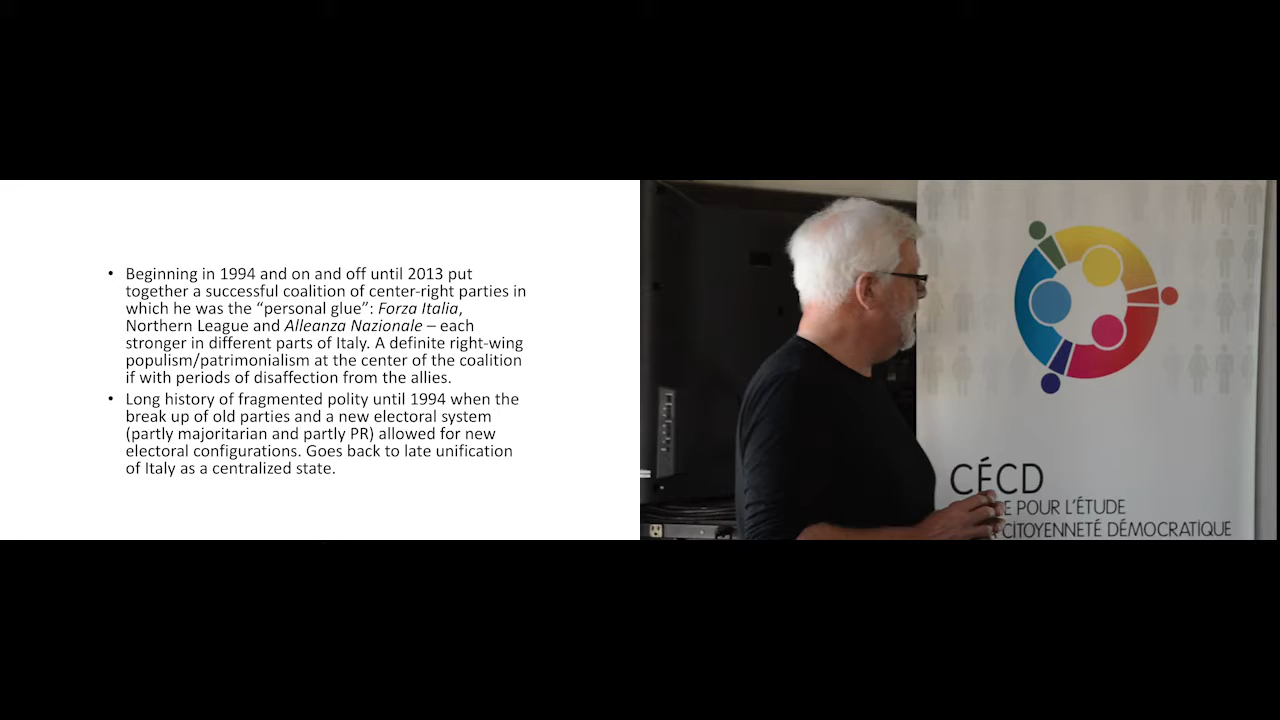 • Beginning in 1994 and on and off until 2013 put
together a successful coalition of center-right parties in
which he was the “personal glue”: Forza Italia,
Northern League and Alleanza Nazionale – each
stronger in different parts of Italy. A definite right-wing
populism/patrimonialism at the center of the coalition
if with periods of disaffection from the allies.
• Long history of fragmented polity until 1994 when the
break up of old parties and a new electoral system
(partly majoritarian and partly PR) allowed for new
electoral configurations. Goes back to late unification
of Italy as a centralized state.
CÉCD
E POUR L’ÉTUDE
CITOYENNETÉ DÉMOCRATIQUE